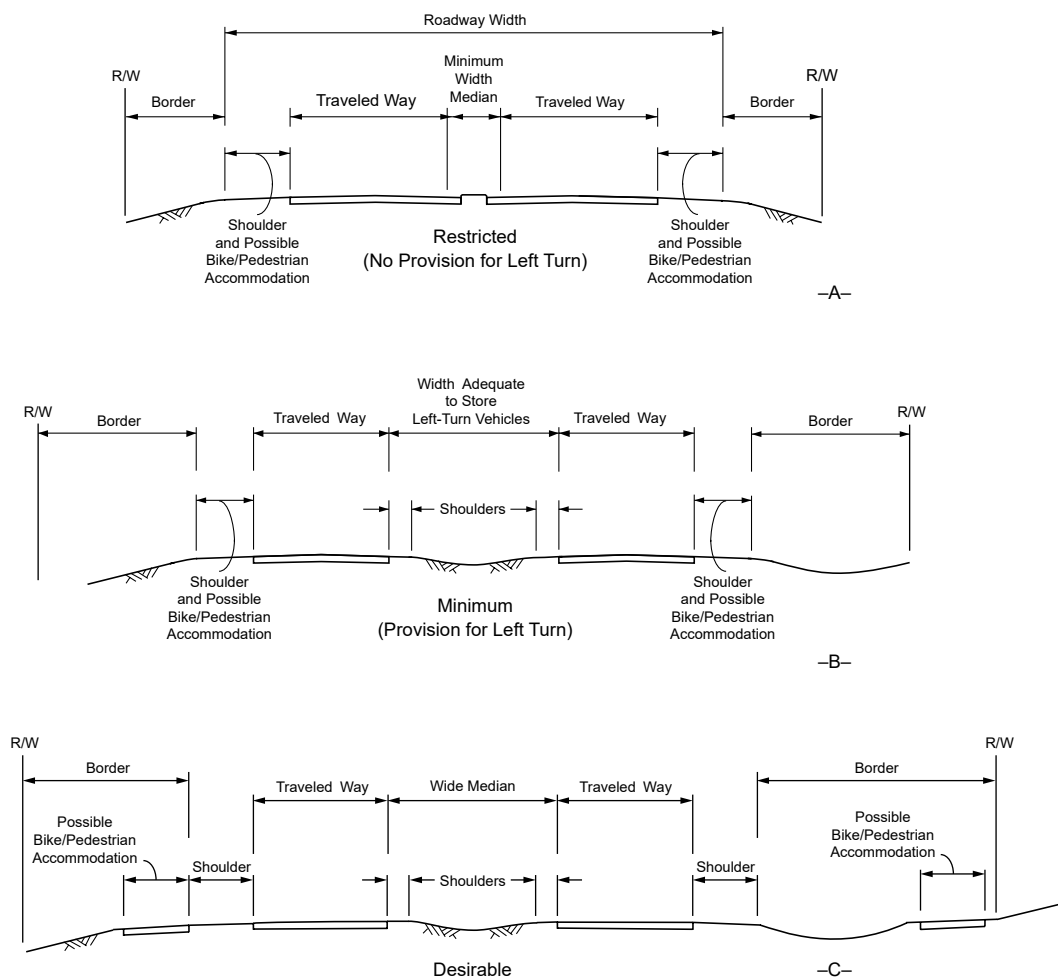 Roadway Width
R/W
Border
Traveled Way
Minimum
Width
Median
Traveled Way
Border
R/W
Shoulder
and Possible
Bike/Pedestrian
Accommodation
Restricted
(No Provision for Left Turn)
Shoulder
and Possible
Bike/Pedestrian
Accommodation
–A–
R/W
Border
Traveled Way
Width Adequate
to Store
Left-Turn Vehicles
Traveled Way
Border
R/W
Shoulders
Shoulder
and Possible
Bike/Pedestrian
Accommodation
Minimum
(Provision for Left Turn)
Shoulder
and Possible
Bike/Pedestrian
Accommodation
–B–
R/W
Border
Traveled Way
Wide Median
Traveled Way
Border
R/W
Possible
Bike/Pedestrian
Accommodation
Shoulder
Shoulders
Shoulder
Possible
Bike/Pedestrian
Accommodation
Desirable
–C–